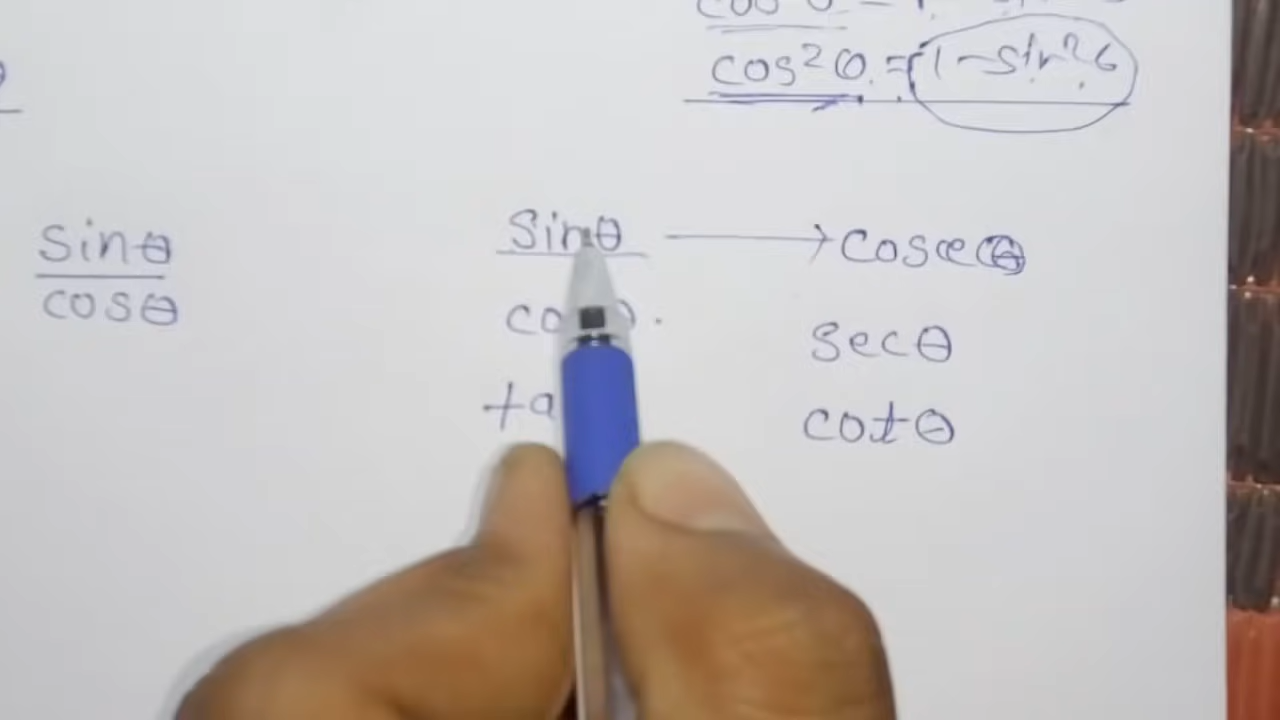 cos²θ = 1-sin²θ
sinθ
cosθ
sinθ → cosecθ
secθ
cotθ